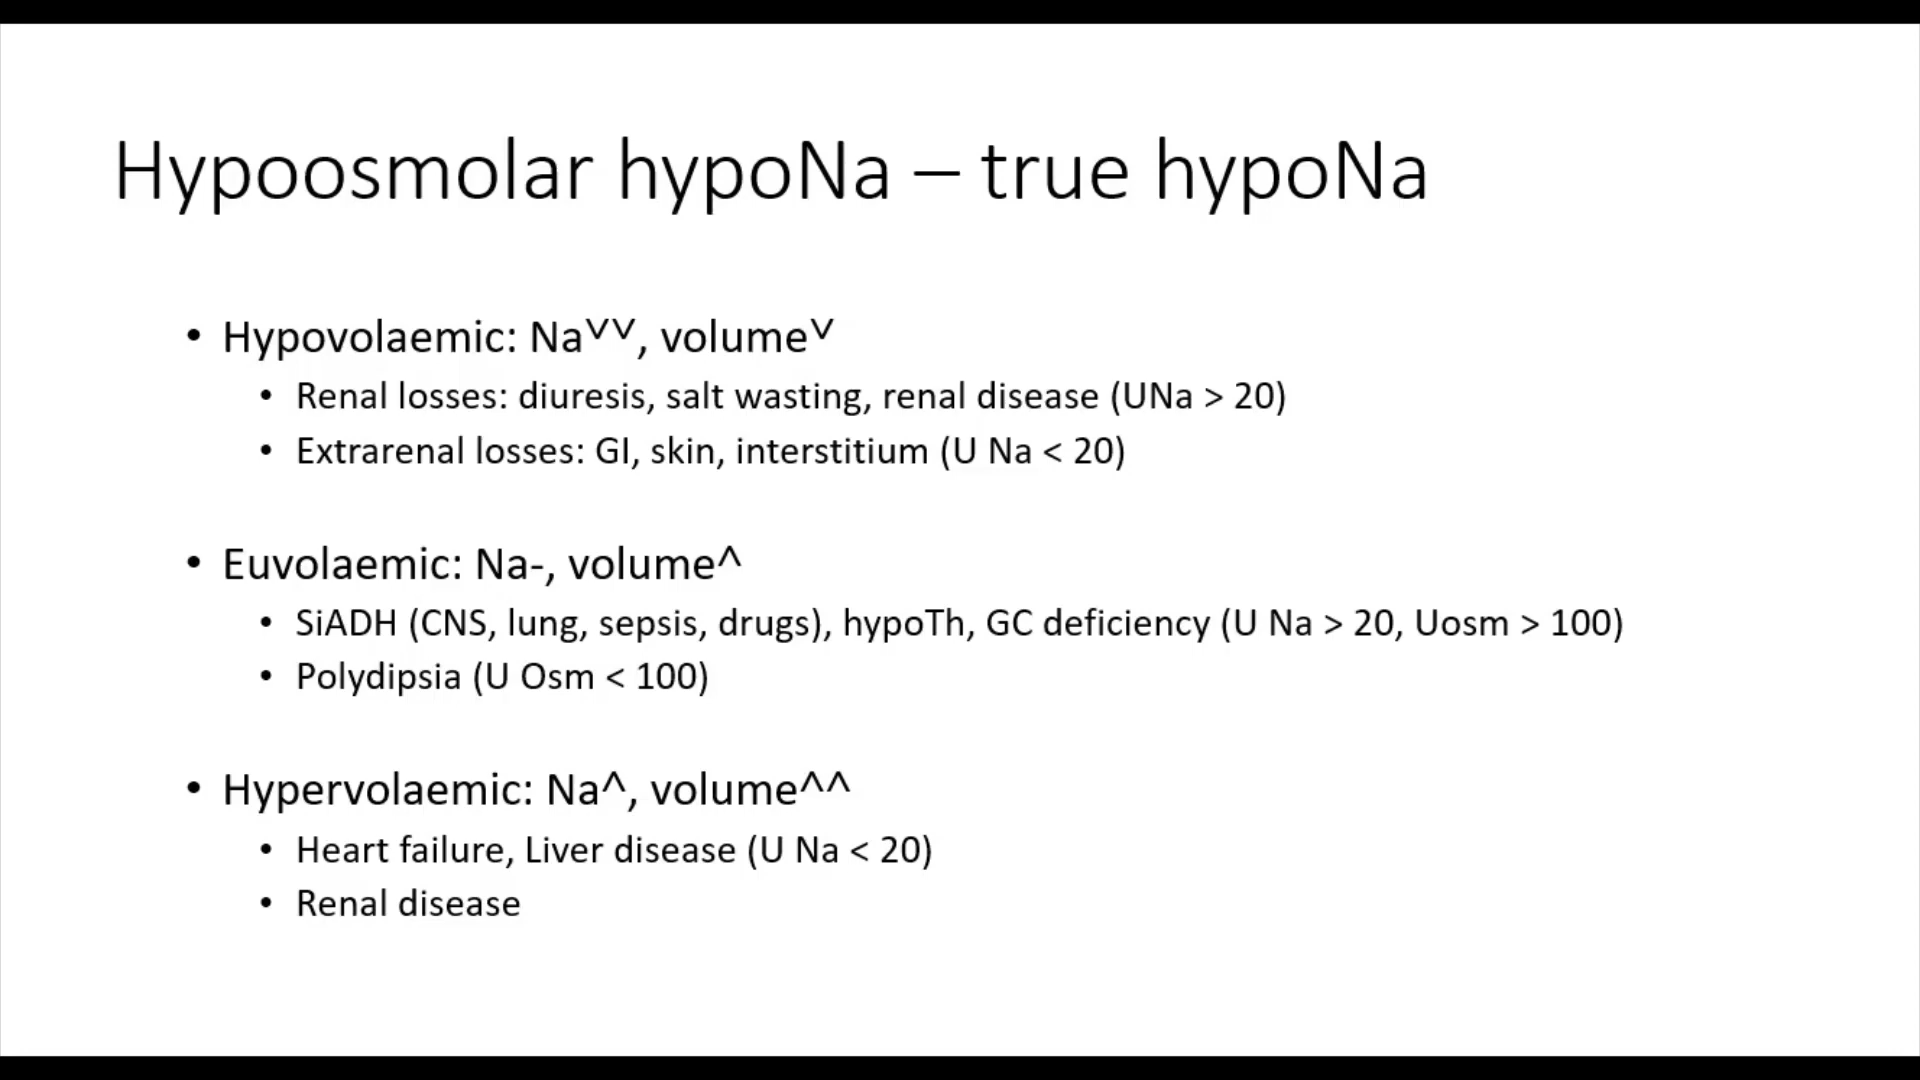 Hypoosmolar hypoNa – true hypoNa
• Hypovolaemic: Na˅˅, volume˅
• Renal losses: diuresis, salt wasting, renal disease (UNa > 20)
• Extrarenal losses: GI, skin, interstitium (U Na < 20)
• Euvolaemic: Na-, volume^
• SiADH (CNS, lung, sepsis, drugs), hypoTh, GC deficiency (U Na > 20, Uosm > 100)
• Polydipsia (U Osm < 100)
• Hypervolaemic: Na^, volume^^
• Heart failure, Liver disease (U Na < 20)
• Renal disease